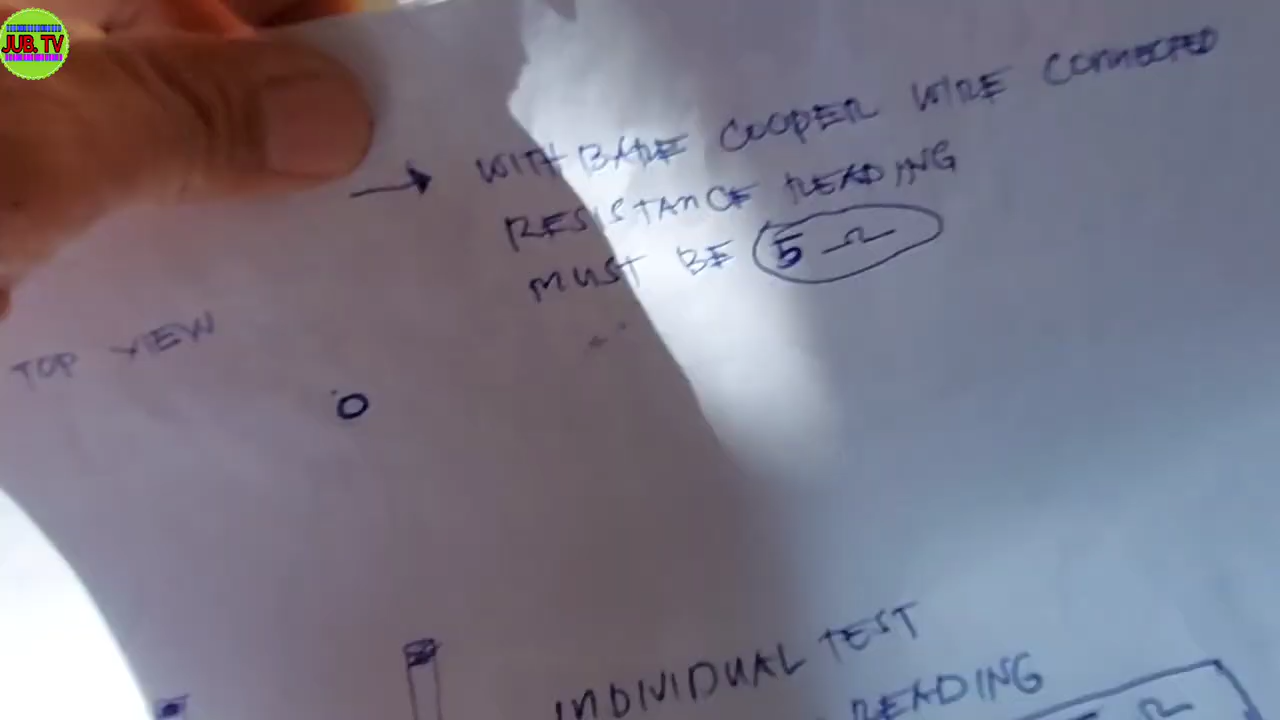 JUB.TV
WITH BARE COOPER WIRE CONNECTED
RESISTANCE READING
MUST BE 5 Ω
TOP VIEW
INDIVIDUAL TEST
READING
Ω